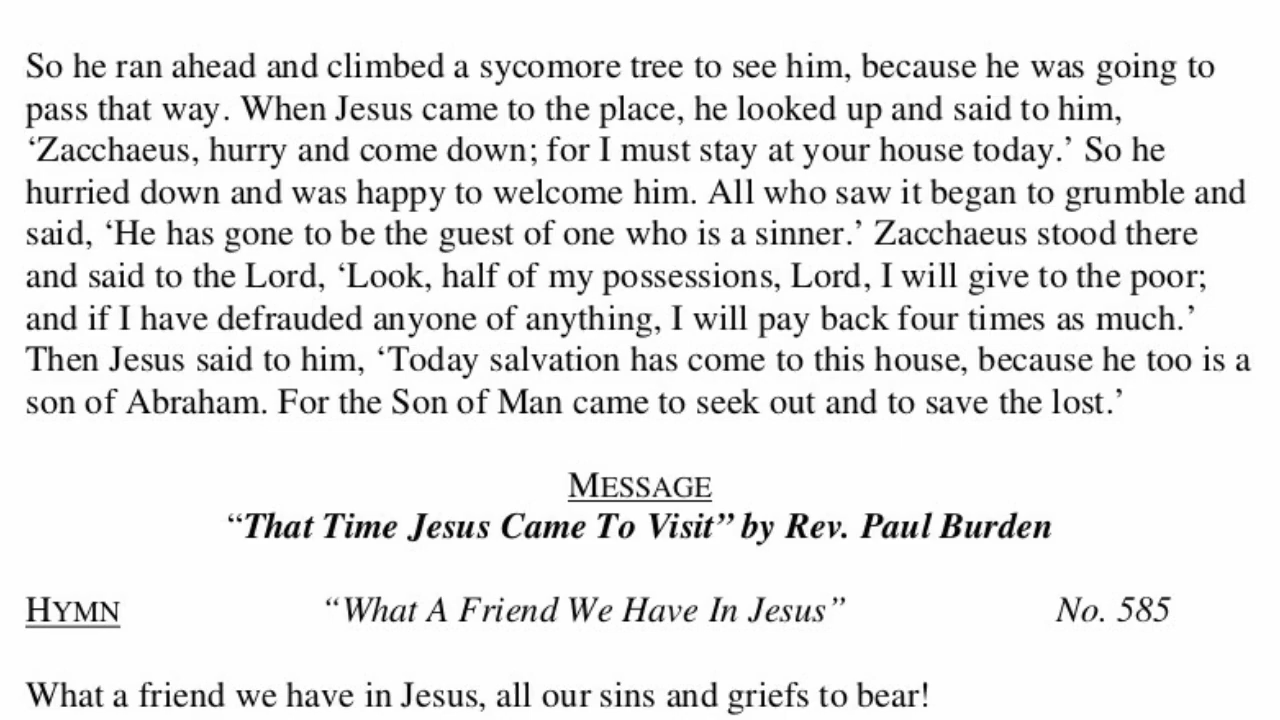 So he ran ahead and climbed a sycomore tree to see him, because he was going to
pass that way. When Jesus came to the place, he looked up and said to him,
‘Zacchaeus, hurry and come down; for I must stay at your house today.’ So he
hurried down and was happy to welcome him. All who saw it began to grumble and
said, ‘He has gone to be the guest of one who is a sinner.’ Zacchaeus stood there
and said to the Lord, ‘Look, half of my possessions, Lord, I will give to the poor;
and if I have defrauded anyone of anything, I will pay back four times as much.’
Then Jesus said to him, ‘Today salvation has come to this house, because he too is a
son of Abraham. For the Son of Man came to seek out and to save the lost.’
MESSAGE
“That Time Jesus Came To Visit” by Rev. Paul Burden
HYMN “What A Friend We Have In Jesus” No. 585
What a friend we have in Jesus, all our sins and griefs to bear!